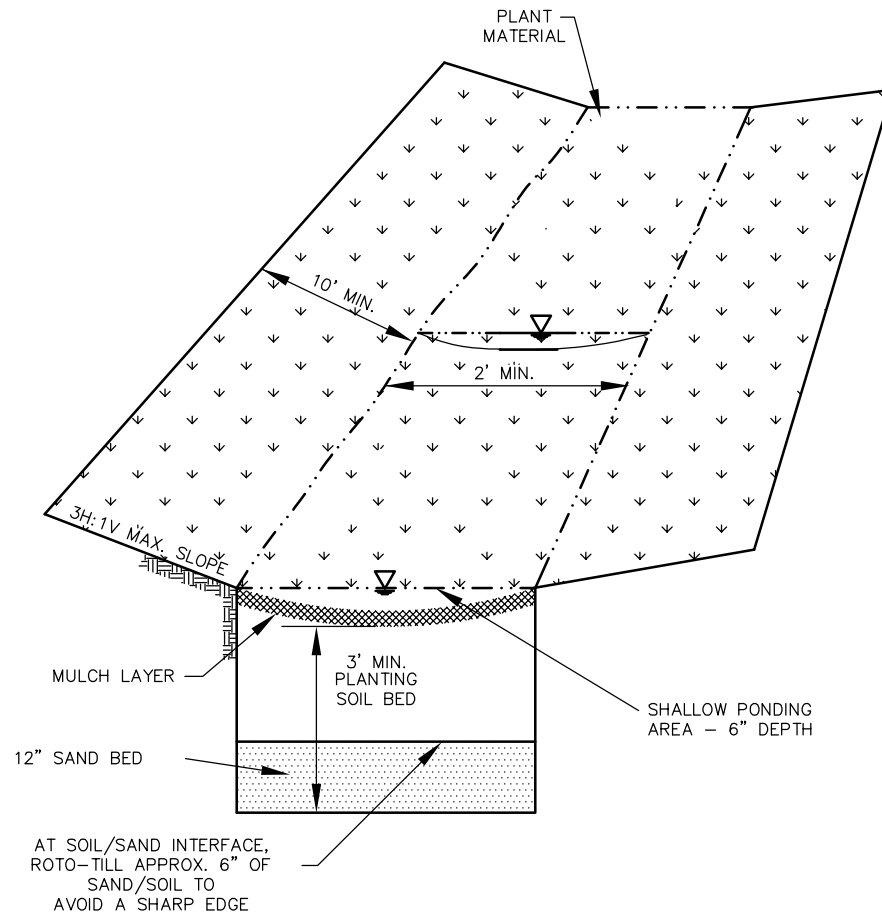 PLANT
MATERIAL
10' MIN.
2' MIN.
3H:1V MAX. SLOPE
MULCH LAYER
3' MIN.
PLANTING
SOIL BED
SHALLOW PONDING
AREA – 6" DEPTH
12" SAND BED
AT SOIL/SAND INTERFACE,
ROTO–TILL APPROX. 6" OF
SAND/SOIL TO
AVOID A SHARP EDGE